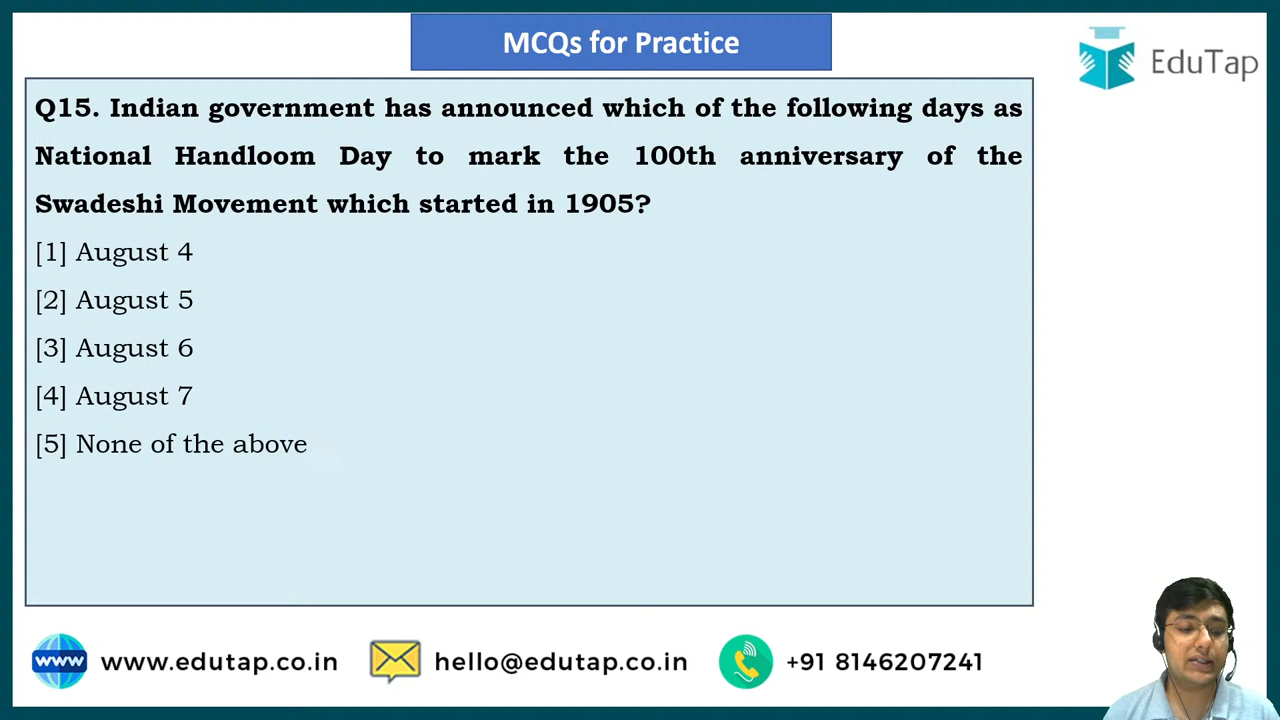 MCQs for Practice
EduTap
Q15. Indian government has announced which of the following days as
National Handloom Day to mark the 100th anniversary of the
Swadeshi Movement which started in 1905?
[1] August 4
[2] August 5
[3] August 6
[4] August 7
[5] None of the above
www www.edutap.co.in hello@edutap.co.in +91 8146207241